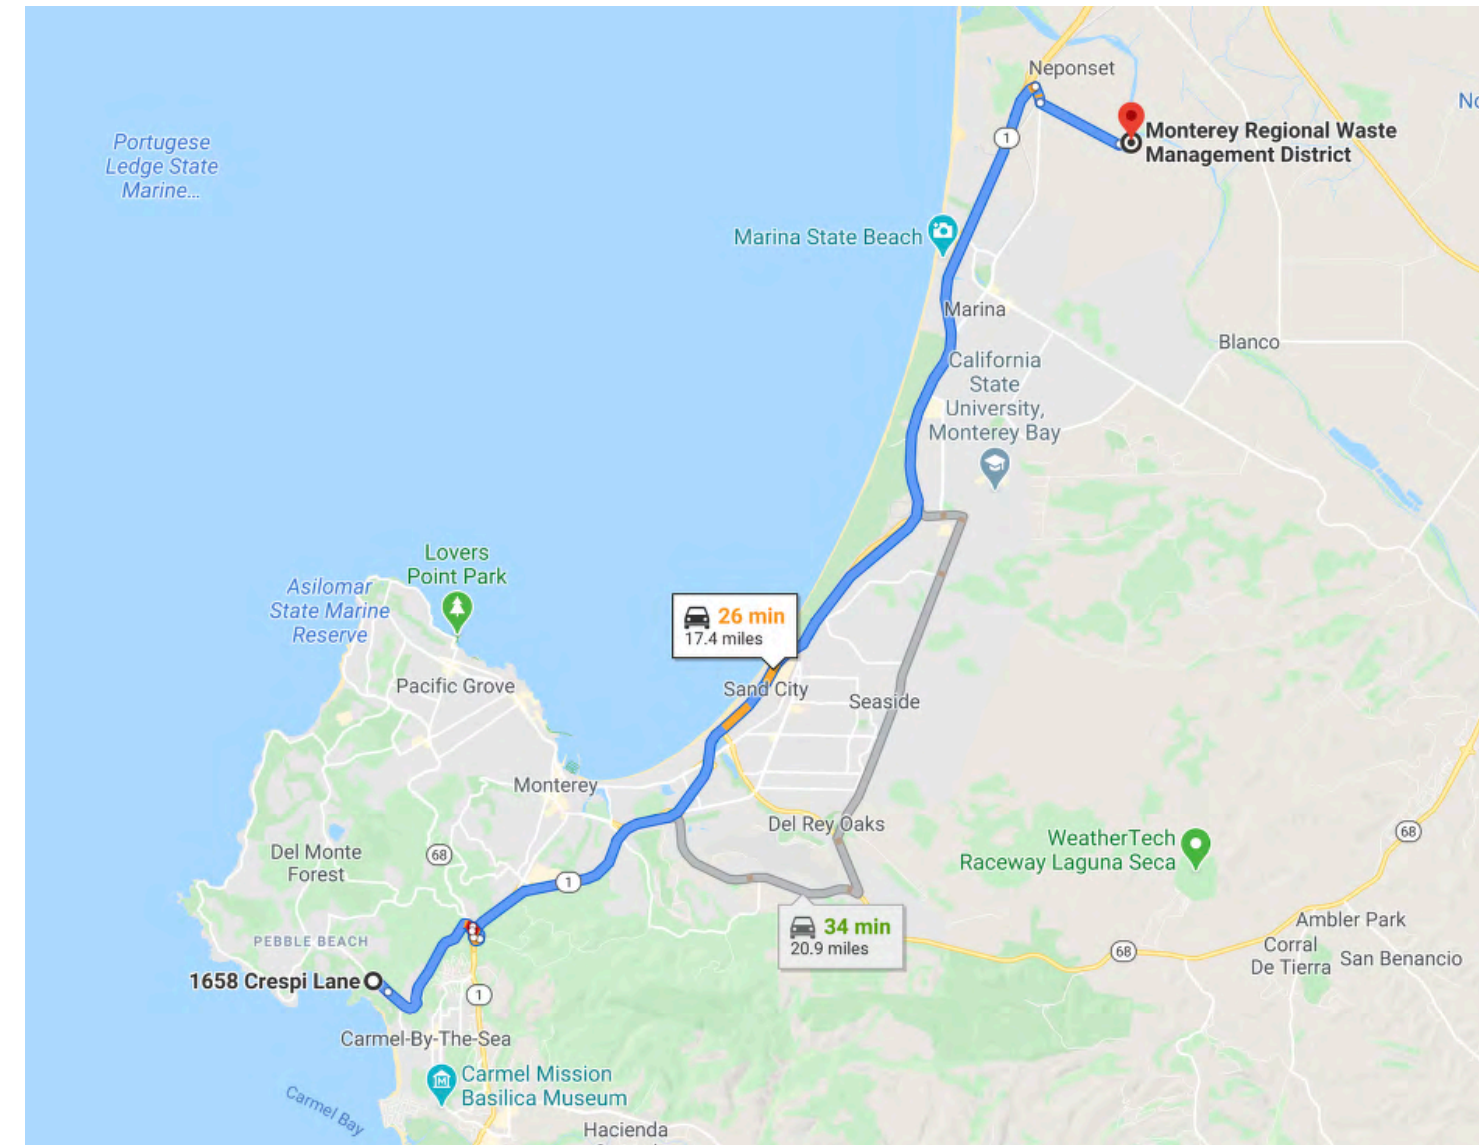 Neponset
No
Portugese
Ledge State
Marine...
1
Monterey Regional Waste
Management District
Marina State Beach
Marina
Blanco
California
State
University,
Monterey Bay
Lovers
Point Park
Asilomar
State Marine
Reserve
26 min
17.4 miles
Pacific Grove
Sand City
Seaside
Monterey
Del Rey Oaks
WeatherTech
Raceway Laguna Seca
68
Del Monte
Forest
68
1
34 min
20.9 miles
Ambler Park
PEBBLE BEACH
Corral
De Tierra
San Benancio
68
1658 Crespi Lane
1
Carmel-By-The-Sea
Carmel Mission
Basilica Museum
Carmel Bay
Hacienda